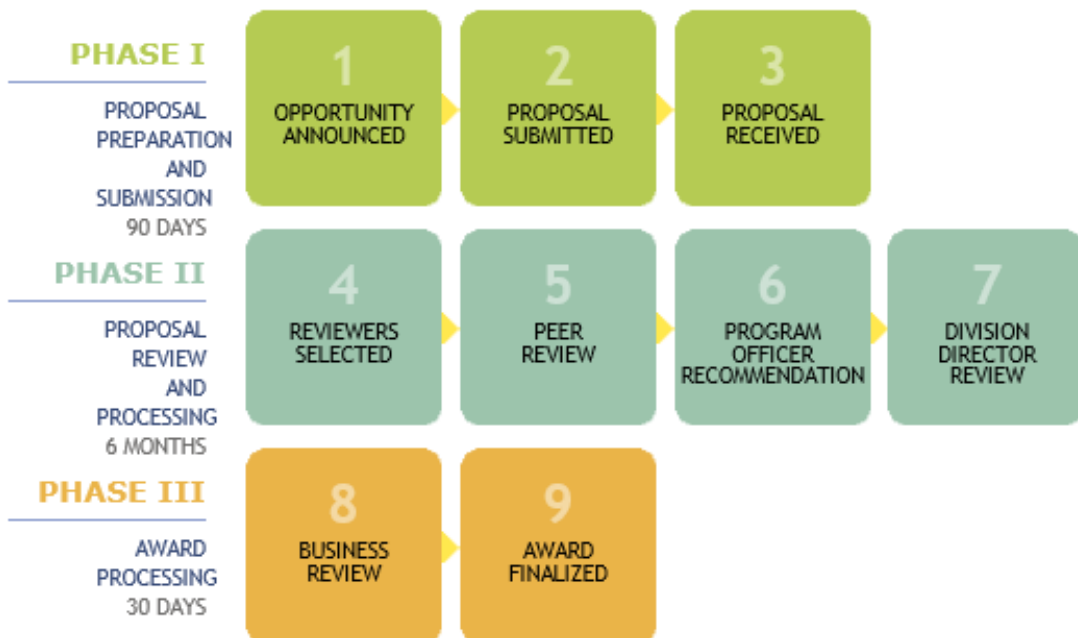 PHASE I
PROPOSAL
PREPARATION
AND
SUBMISSION
90 DAYS
1
OPPORTUNITY
ANNOUNCED
2
PROPOSAL
SUBMITTED
3
PROPOSAL
RECEIVED
PHASE II
PROPOSAL
REVIEW
AND
PROCESSING
6 MONTHS
4
REVIEWERS
SELECTED
5
PEER
REVIEW
6
PROGRAM
OFFICER
RECOMMENDATION
7
DIVISION
DIRECTOR
REVIEW
PHASE III
AWARD
PROCESSING
30 DAYS
8
BUSINESS
REVIEW
9
AWARD
FINALIZED